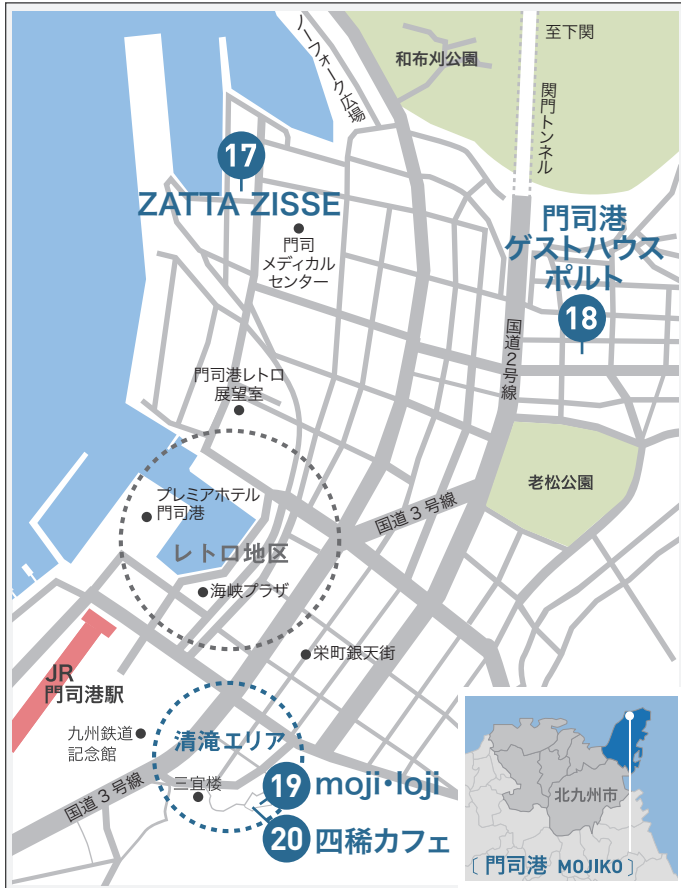 至下関
和布刈公園
ノーフォーク広場
関門トンネル
17
ZATTA ZISSE
門司
メディカル
センター
門司港
ゲストハウス
ポルト
18
国道2号線
門司港レトロ
展望室
老松公園
プレミアホテル
門司港
国道3号線
レトロ地区
海峡プラザ
栄町銀天街
JR
門司港駅
九州鉄道
記念館
清滝エリア
三宜楼
国道3号線
19 moji・loji
20 四稀カフェ
北九州市
[ 門司港 MOJIKO ]